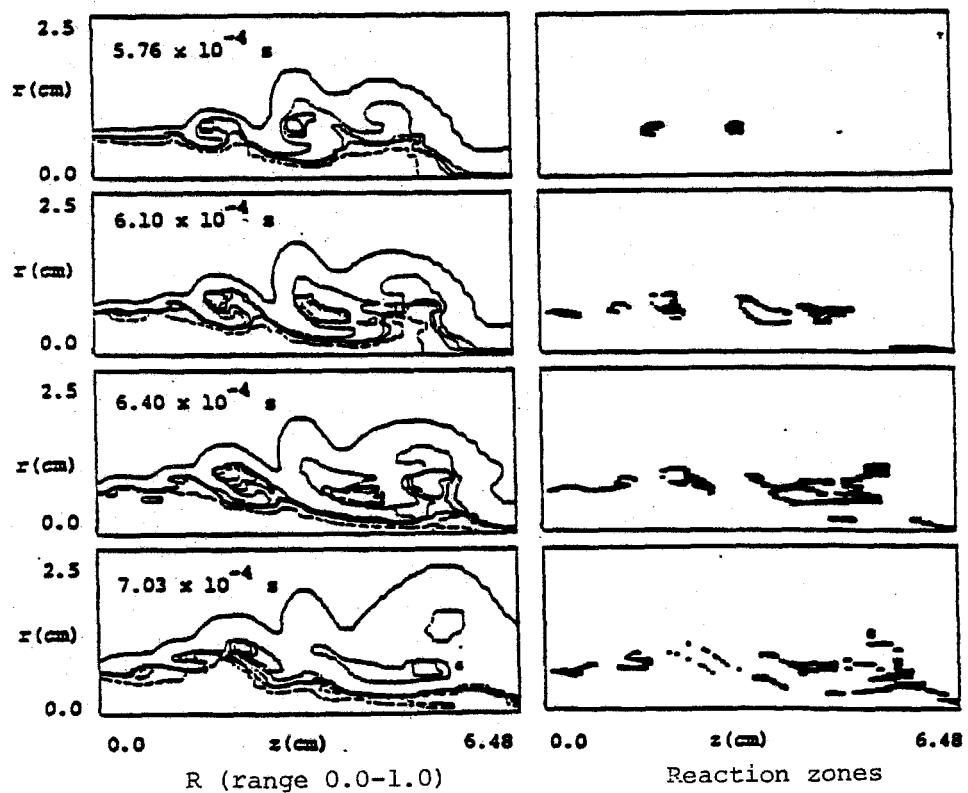 2.5
5.76 x 10⁻⁴ s
r(cm)
0.0
2.5
6.10 x 10⁻⁴ s
r(cm)
0.0
2.5
6.40 x 10⁻⁴ s
r(cm)
0.0
2.5
7.03 x 10⁻⁴ s
r(cm)
0.0
0.0 z(cm) 6.48 0.0 z(cm) 6.48
R (range 0.0-1.0) Reaction zones